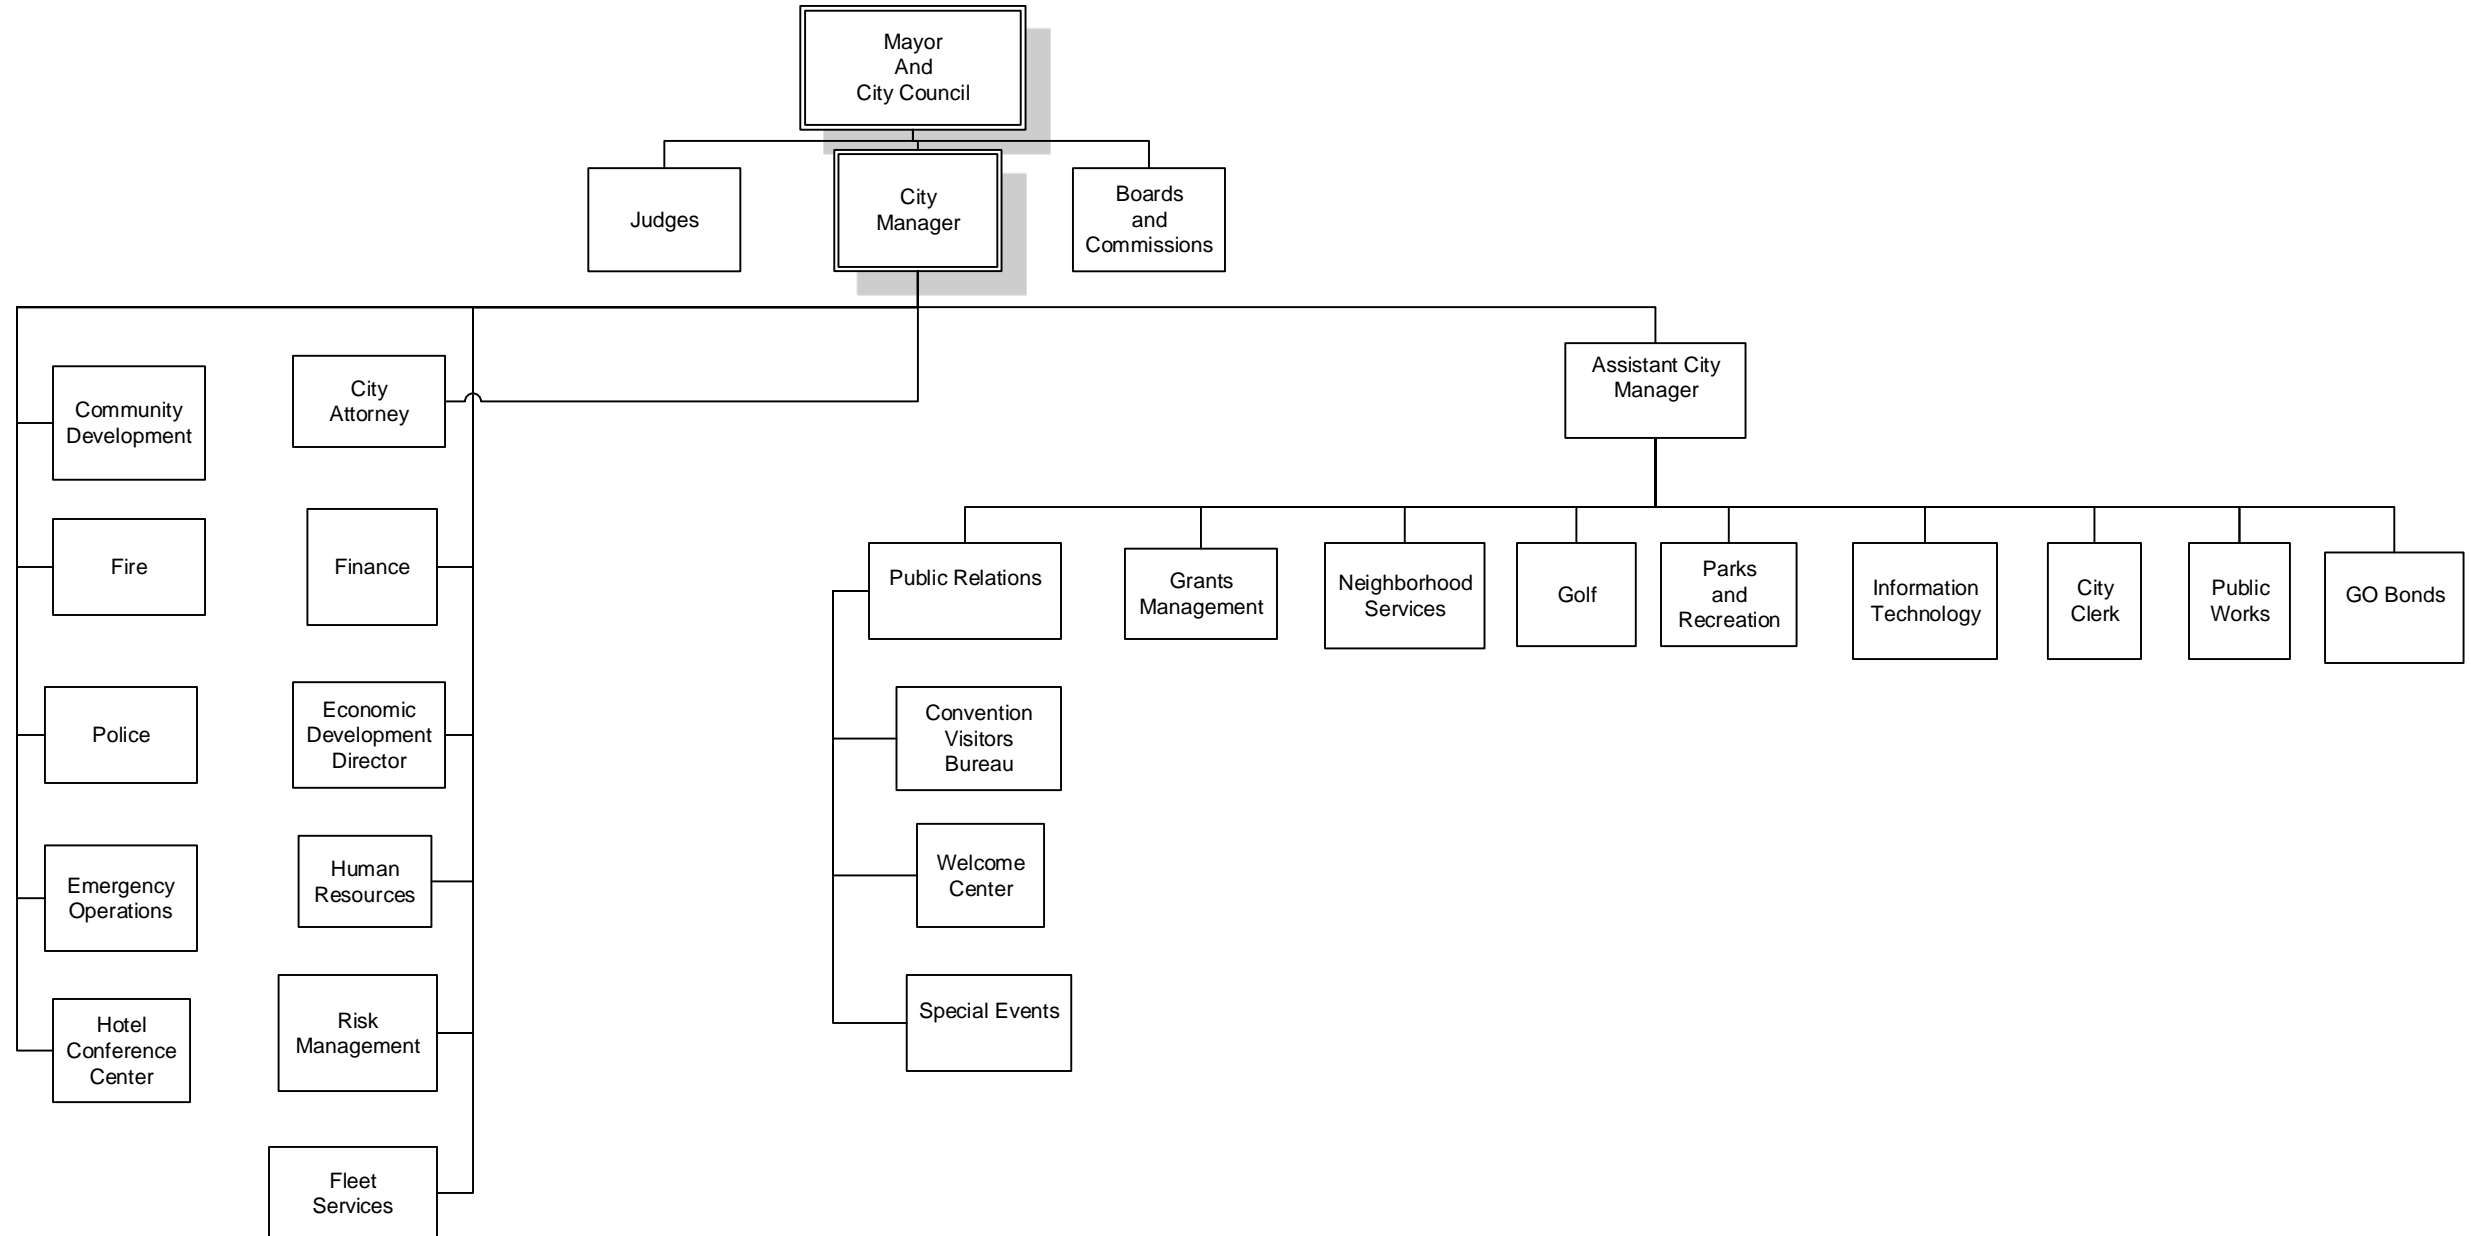 Mayor
And
City Council
Judges
City
Manager
Boards
and
Commissions
Assistant City
Manager
Community
Development
City
Attorney
Fire
Finance
Police
Economic
Development
Director
Emergency
Operations
Human
Resources
Hotel
Conference
Center
Risk
Management
Fleet
Services
Public Relations
Grants
Management
Neighborhood
Services
Golf
Parks
and
Recreation
Information
Technology
City
Clerk
Public
Works
GO Bonds
Convention
Visitors
Bureau
Welcome
Center
Special Events